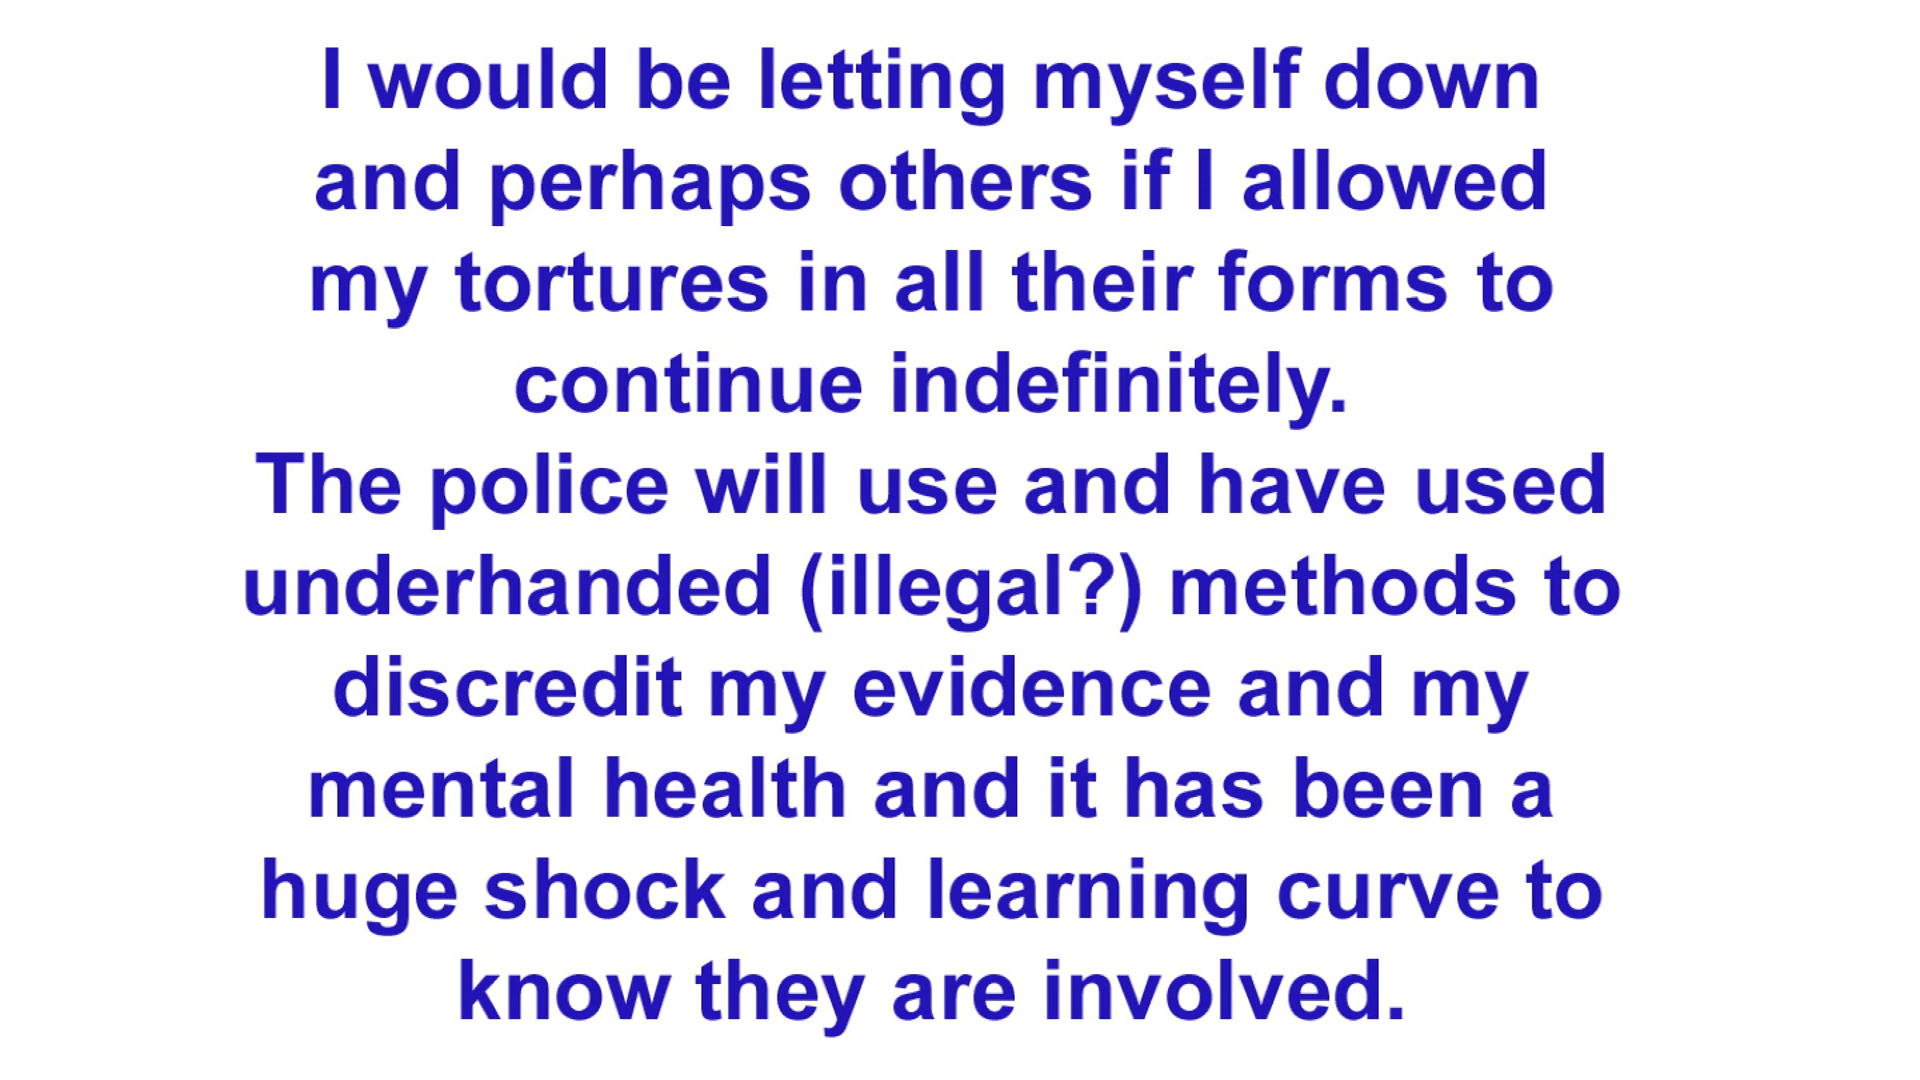 I would be letting myself down
and perhaps others if I allowed
my tortures in all their forms to
continue indefinitely.
The police will use and have used
underhanded (illegal?) methods to
discredit my evidence and my
mental health and it has been a
huge shock and learning curve to
know they are involved.